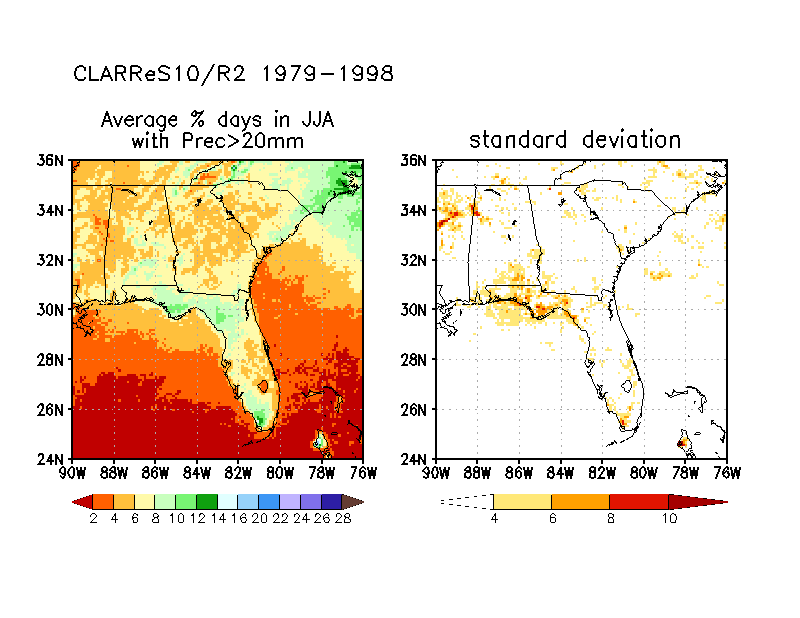 CLARReS10/R2 1979-1998
Average % days in JJA
with Prec>20mm
standard deviation
36N
34N
32N
30N
28N
26N
24N
90W 88W 86W 84W 82W 80W 78W 76W
2 4 6 8 10 12 14 16 18 20 22 24 26 28
36N
34N
32N
30N
28N
26N
24N
90W 88W 86W 84W 82W 80W 78W 76W
4 6 8 10